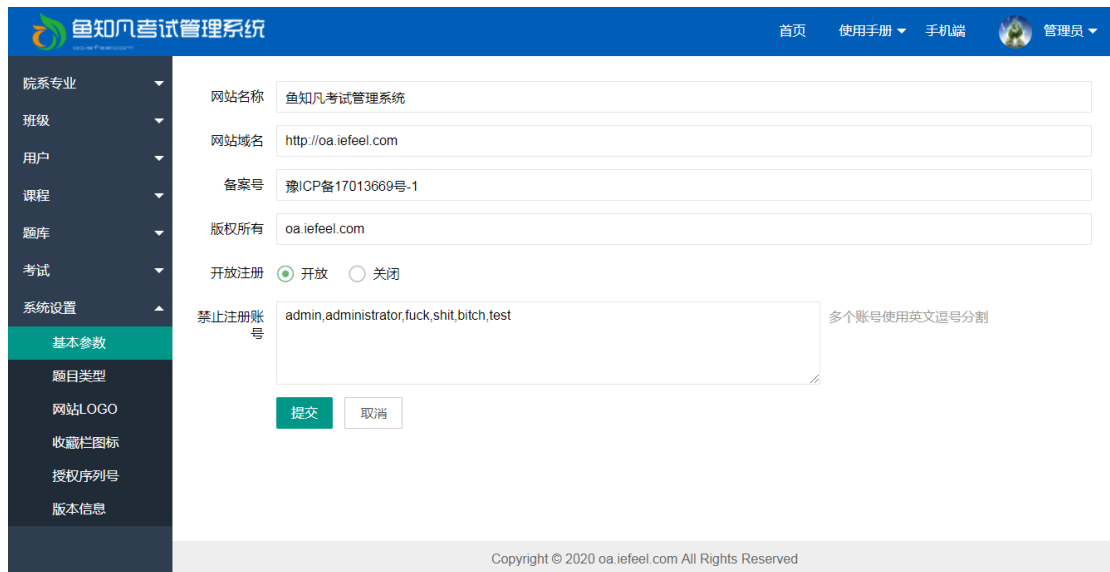 鱼知凡考试管理系统
首页 使用手册 手机端 管理员
院系专业
班级
用户
课程
题库
考试
系统设置
基本参数
题目类型
网站LOGO
收藏栏图标
授权序列号
版本信息
网站名称 鱼知凡考试管理系统
网站域名 http://oa.iefeel.com
备案号 豫ICP备17013669号-1
版权所有 oa.iefeel.com
开放注册 开放 关闭
禁止注册账 admin,administrator,fuck,shit,bitch,test 多个账号使用英文逗号分割
号
提交 取消
Copyright © 2020 oa.iefeel.com All Rights Reserved